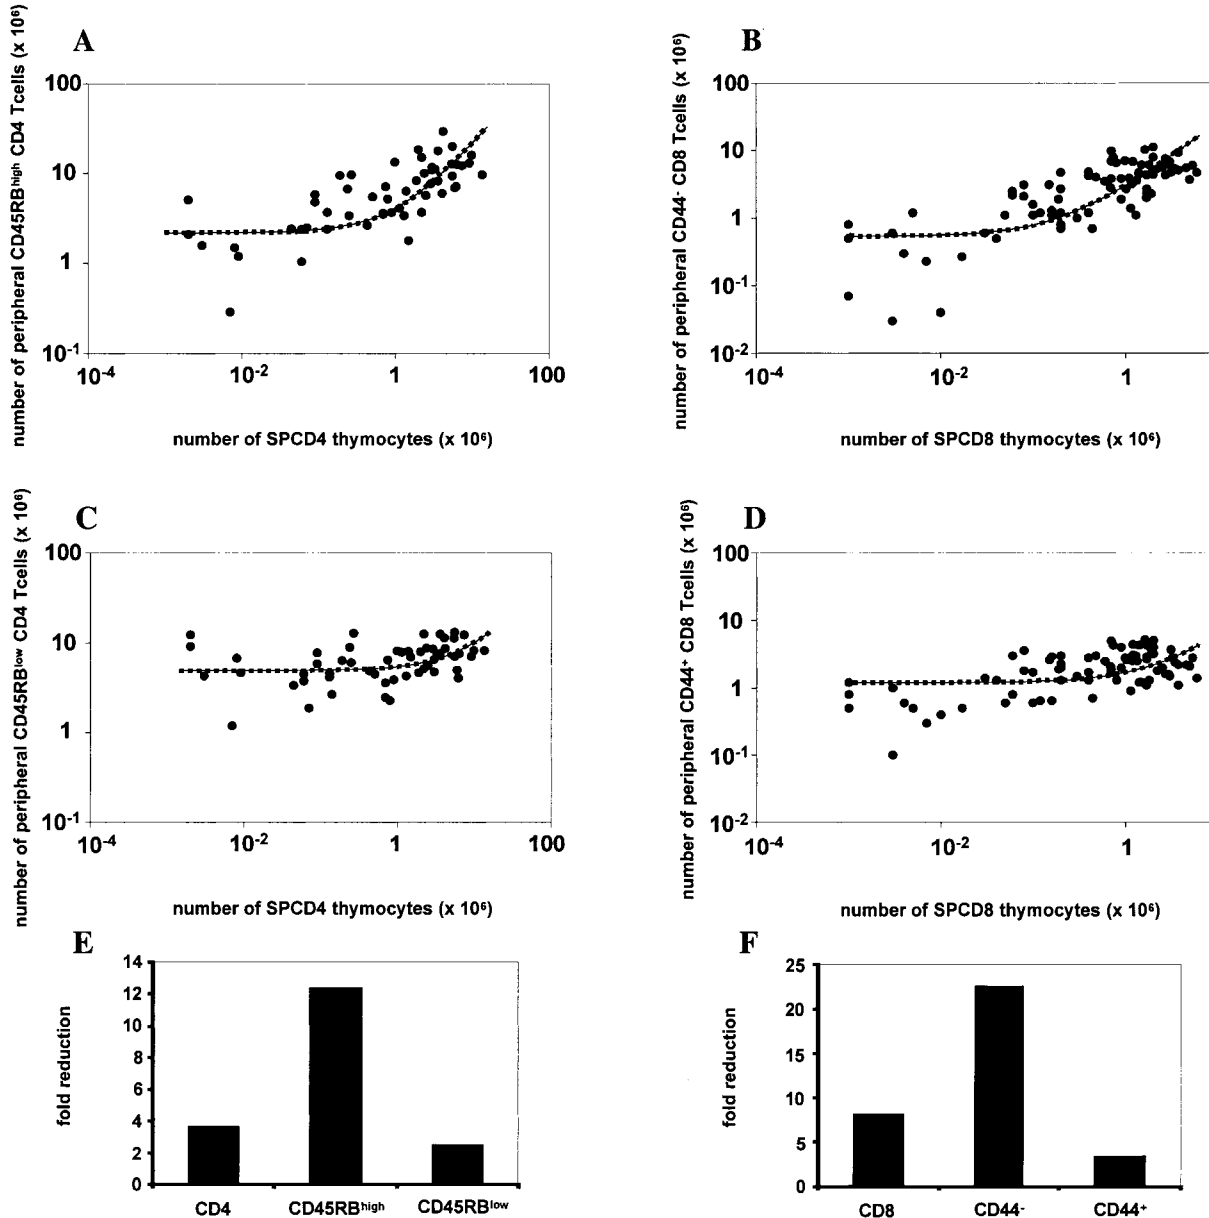 A
number of peripheral CD45RBʰⁱᵍʰ CD4 Tcells (x 10⁶)
100
10
1
10⁻¹
10⁻⁴
10⁻²
1
100
number of SPCD4 thymocytes (x 10⁶)
B
number of peripheral CD44⁻ CD8 Tcells (x 10⁶)
100
10
1
10⁻¹
10⁻²
10⁻⁴
10⁻²
1
number of SPCD8 thymocytes (x 10⁶)
C
number of peripheral CD45RBˡᵒʷ CD4 Tcells (x 10⁶)
100
10
1
10⁻¹
10⁻⁴
10⁻²
1
100
number of SPCD4 thymocytes (x 10⁶)
D
number of peripheral CD44⁺ CD8 Tcells (x 10⁶)
100
10
1
10⁻¹
10⁻²
10⁻⁴
10⁻²
1
number of SPCD8 thymocytes (x 10⁶)
E
fold reduction
14
12
10
8
6
4
2
0
CD4
CD45RBʰⁱᵍʰ
CD45RBˡᵒʷ
F
fold reduction
25
20
15
10
5
0
CD8
CD44⁻
CD44⁺